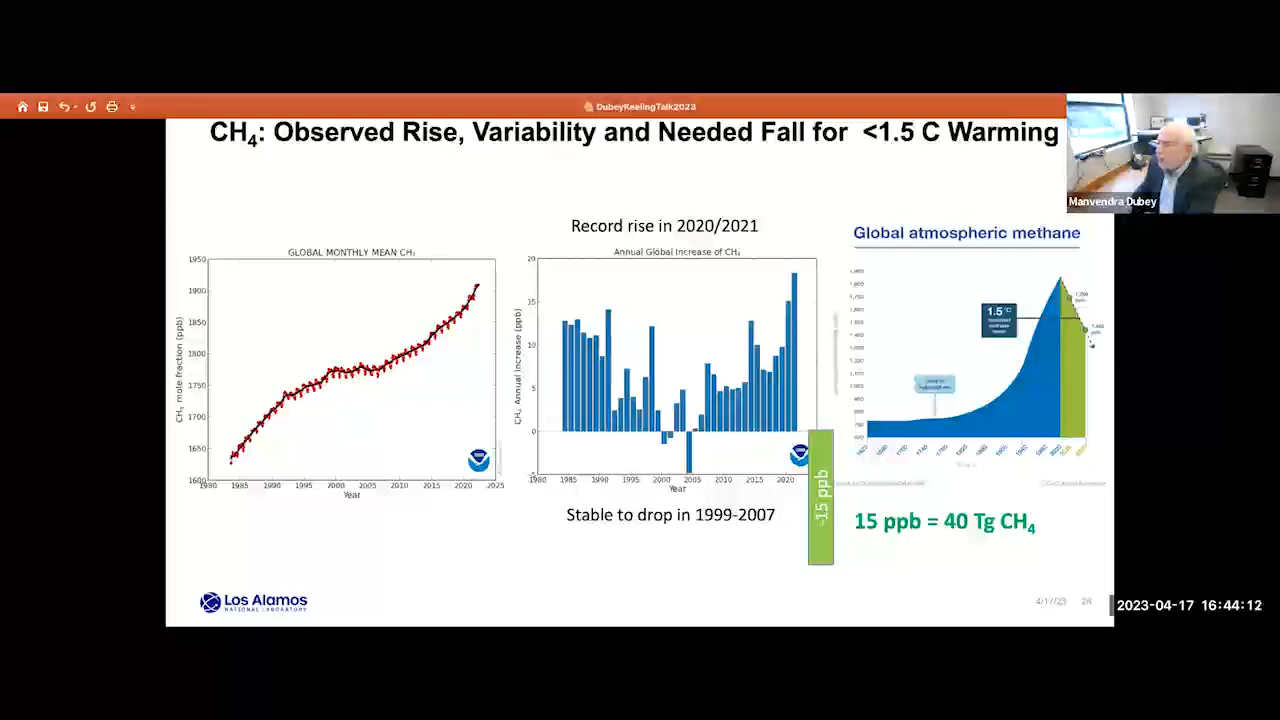 DubeyKeelingTalk2023
CH₄: Observed Rise, Variability and Needed Fall for <1.5 C Warming
Manvendra Dubey
Record rise in 2020/2021
Global atmospheric methane
GLOBAL MONTHLY MEAN CH₄
1950
1900
1850
1800
1750
1700
1650
1600
CH₄ mole fraction (ppb)
1980 1985 1990 1995 2000 2005 2010 2015 2020 2025
Year
Annual Global Increase of CH₄
20
15
10
5
0
-5
CH₄ Annual Increase (ppb)
1980 1985 1990 1995 2000 2005 2010 2015 2020
Year
1.5 °C
Stable to drop in 1999-2007
-15 ppb
15 ppb = 40 Tg CH₄
Los Alamos
NATIONAL LABORATORY
4/17/23 28
2023-04-17 16:44:12